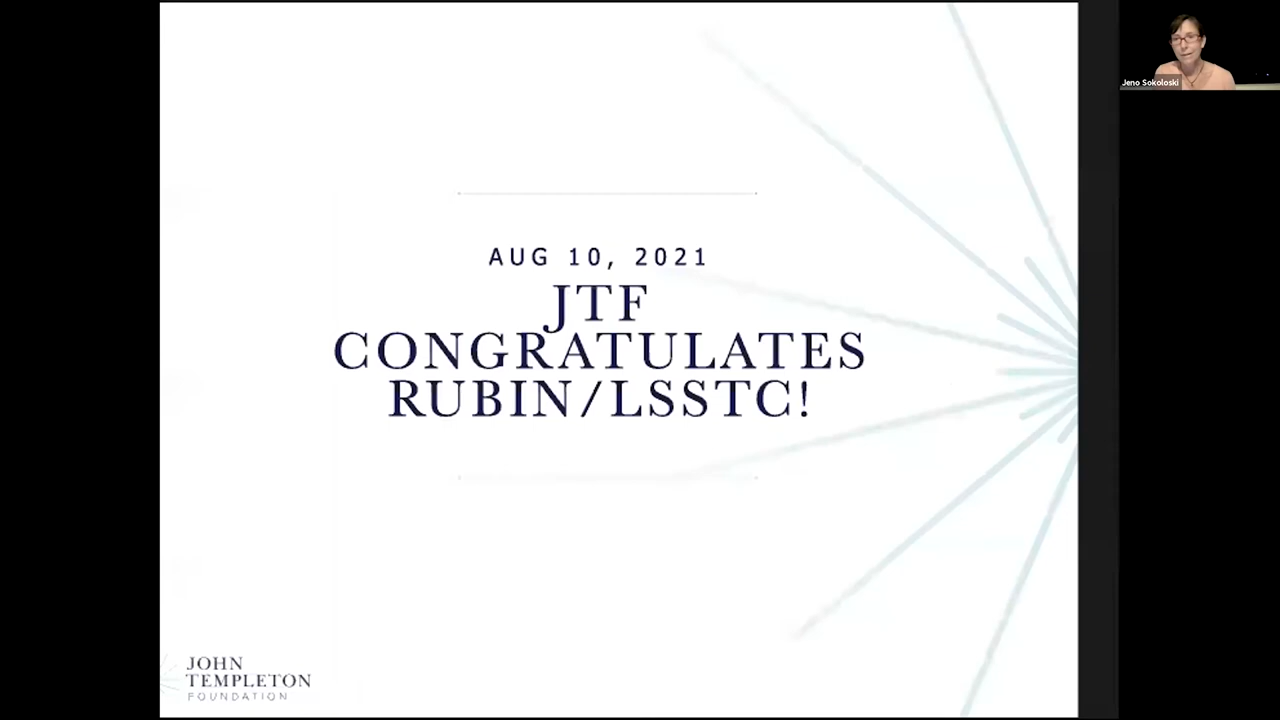 Jeno Sokoloski
AUG 10, 2021
JTF
CONGRATULATES
RUBIN/LSSTC!
JOHN
TEMPLETON
FOUNDATION